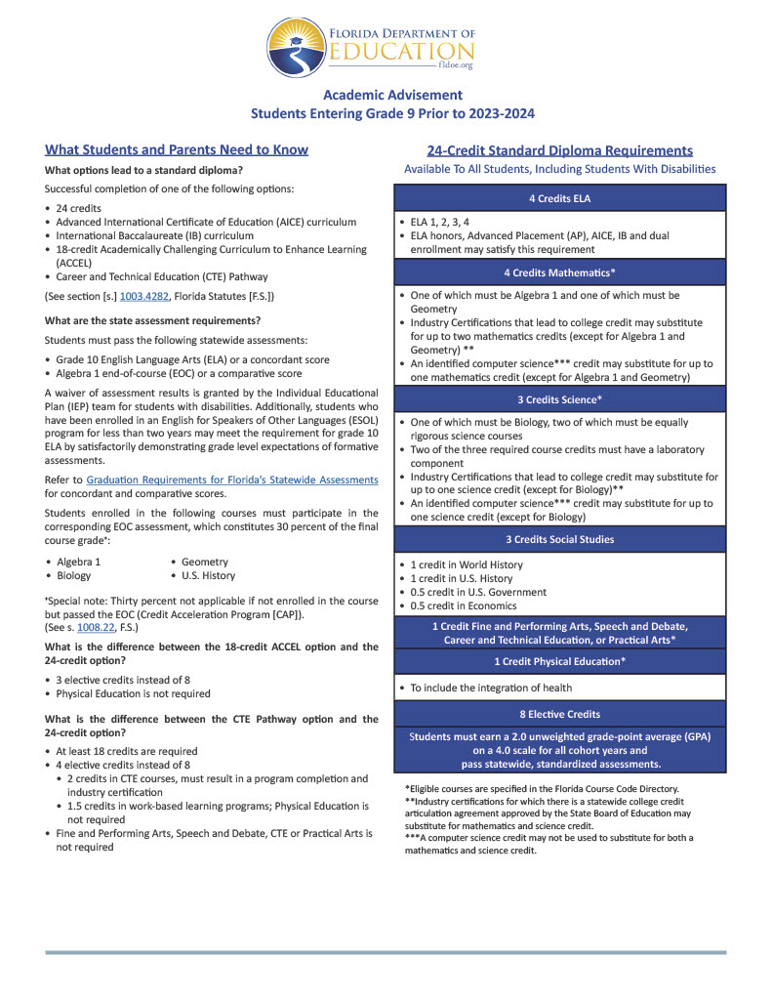 FLORIDA DEPARTMENT OF
EDUCATION
fldoe.org
Academic Advisement
Students Entering Grade 9 Prior to 2023-2024
What Students and Parents Need to Know
What options lead to a standard diploma?
Successful completion of one of the following options:
• 24 credits
• Advanced International Certificate of Education (AICE) curriculum
• International Baccalaureate (IB) curriculum
• 18-credit Academically Challenging Curriculum to Enhance Learning
(ACCEL)
• Career and Technical Education (CTE) Pathway
(See section [s.] 1003.4282, Florida Statutes [F.S.])
What are the state assessment requirements?
Students must pass the following statewide assessments:
• Grade 10 English Language Arts (ELA) or a concordant score
• Algebra 1 end-of-course (EOC) or a comparative score
A waiver of assessment results is granted by the Individual Educational
Plan (IEP) team for students with disabilities. Additionally, students who
have been enrolled in an English for Speakers of Other Languages (ESOL)
program for less than two years may meet the requirement for grade 10
ELA by satisfactorily demonstrating grade level expectations of formative
assessments.
Refer to Graduation Requirements for Florida's Statewide Assessments
for concordant and comparative scores.
Students enrolled in the following courses must participate in the
corresponding EOC assessment, which constitutes 30 percent of the final
course grade*:
• Algebra 1 • Geometry
• Biology • U.S. History
*Special note: Thirty percent not applicable if not enrolled in the course
but passed the EOC (Credit Acceleration Program [CAP]).
(See s. 1008.22, F.S.)
What is the difference between the 18-credit ACCEL option and the
24-credit option?
• 3 elective credits instead of 8
• Physical Education is not required
What is the difference between the CTE Pathway option and the
24-credit option?
• At least 18 credits are required
• 4 elective credits instead of 8
• 2 credits in CTE courses, must result in a program completion and
industry certification
• 1.5 credits in work-based learning programs; Physical Education is
not required
• Fine and Performing Arts, Speech and Debate, CTE or Practical Arts is
not required
24-Credit Standard Diploma Requirements
Available To All Students, Including Students With Disabilities
4 Credits ELA
• ELA 1, 2, 3, 4
• ELA honors, Advanced Placement (AP), AICE, IB and dual
enrollment may satisfy this requirement
4 Credits Mathematics*
• One of which must be Algebra 1 and one of which must be
Geometry
• Industry Certifications that lead to college credit may substitute
for up to two mathematics credits (except for Algebra 1 and
Geometry) **
• An identified computer science*** credit may substitute for up to
one mathematics credit (except for Algebra 1 and Geometry)
3 Credits Science*
• One of which must be Biology, two of which must be equally
rigorous science courses
• Two of the three required course credits must have a laboratory
component
• Industry Certifications that lead to college credit may substitute for
up to one science credit (except for Biology)**
• An identified computer science*** credit may substitute for up to
one science credit (except for Biology)
3 Credits Social Studies
• 1 credit in World History
• 1 credit in U.S. History
• 0.5 credit in U.S. Government
• 0.5 credit in Economics
1 Credit Fine and Performing Arts, Speech and Debate,
Career and Technical Education, or Practical Arts*
1 Credit Physical Education*
• To include the integration of health
8 Elective Credits
Students must earn a 2.0 unweighted grade-point average (GPA)
on a 4.0 scale for all cohort years and
pass statewide, standardized assessments.
*Eligible courses are specified in the Florida Course Code Directory.
**Industry certifications for which there is a statewide college credit
articulation agreement approved by the State Board of Education may
substitute for mathematics and science credit.
***A computer science credit may not be used to substitute for both a
mathematics and science credit.